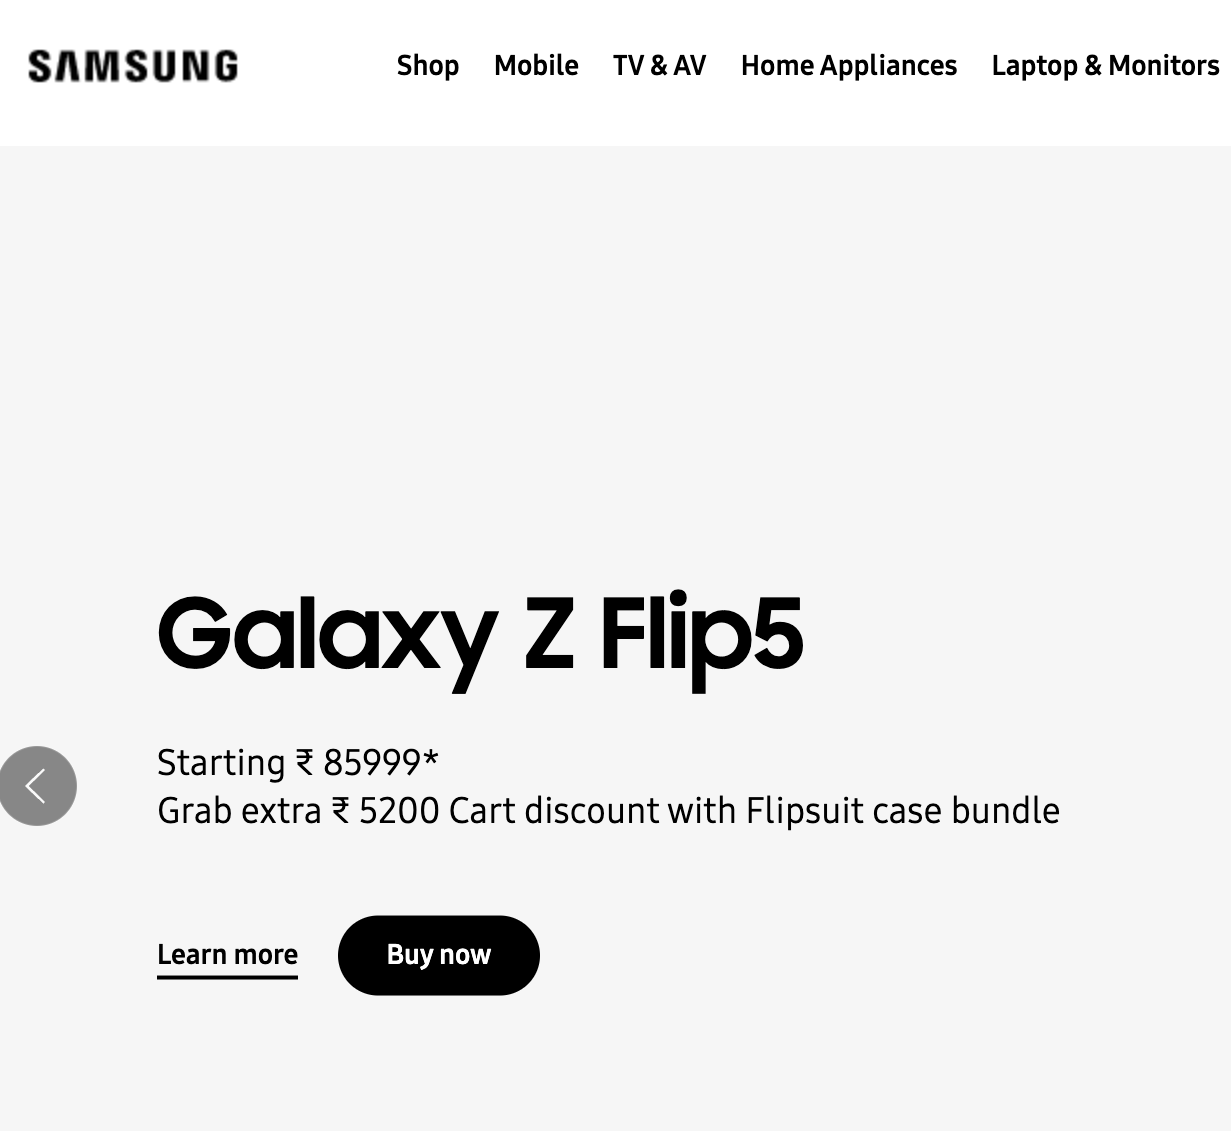 SAMSUNG
Shop Mobile TV & AV Home Appliances Laptop & Monitors
Galaxy Z Flip5
Starting ₹ 85999*
Grab extra ₹ 5200 Cart discount with Flipsuit case bundle
Learn more Buy now